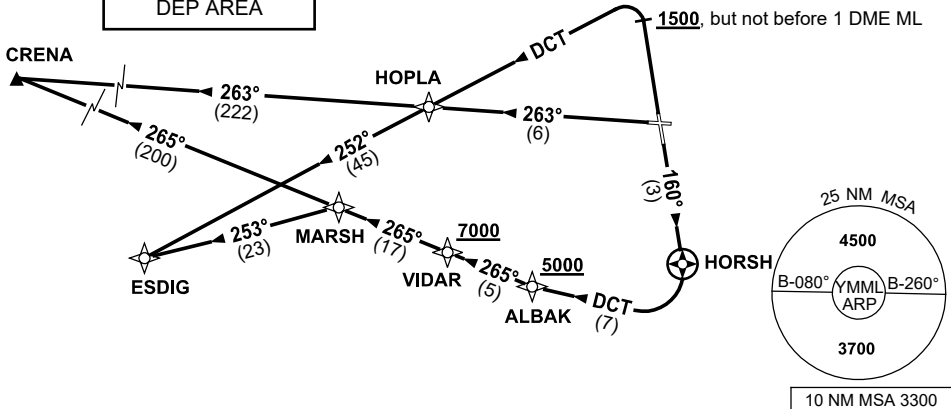 DEP AREA
1500, but not before 1 DME ML
DCT
CRENA
HOPLA
263°
(222)
263°
(6)
265°
(200)
252°
(45)
160°
(3)
25 NM MSA
4500
MARSH
7000
253°
(23)
265°
(17)
HORSH
B-080°
YMML
ARP
B-260°
ESDIG
VIDAR
265°
(5)
5000
ALBAK
DCT
(7)
3700
10 NM MSA 3300